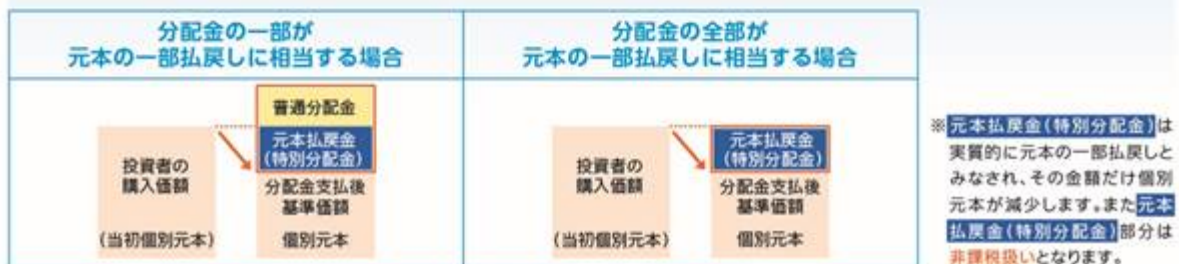 分配金の一部が
元本の一部払戻しに相当する場合
分配金の全部が
元本の一部払戻しに相当する場合
普通分配金
元本払戻金
(特別分配金)
投資者の
購入価額
(当初個別元本)
分配金支払後
基準価額
個別元本
元本払戻金
(特別分配金)
投資者の
購入価額
(当初個別元本)
分配金支払後
基準価額
個別元本
※元本払戻金(特別分配金)は
実質的に元本の一部払戻しと
みなされ、その金額だけ個別
元本が減少します。また元本
払戻金(特別分配金)部分は
非課税扱いとなります。